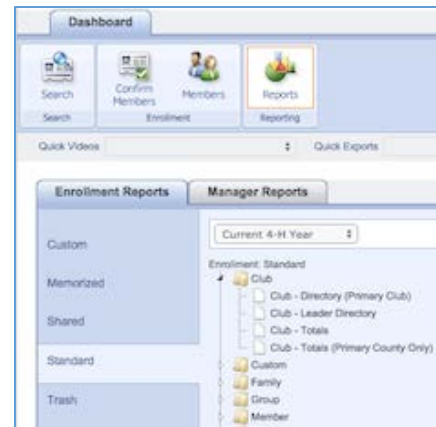 Dashboard
Search
Confirm Members
Members
Reports
Search
Enrollment
Reporting
Quick Videos
Quick Exports
Enrollment Reports
Manager Reports
Custom
Memorized
Shared
Standard
Trash
Current 4-H Year
Enrollment: Standard
Club
Club - Directory (Primary Club)
Club - Leader Directory
Club - Totals
Club - Totals (Primary County Only)
Custom
Family
Group
Member